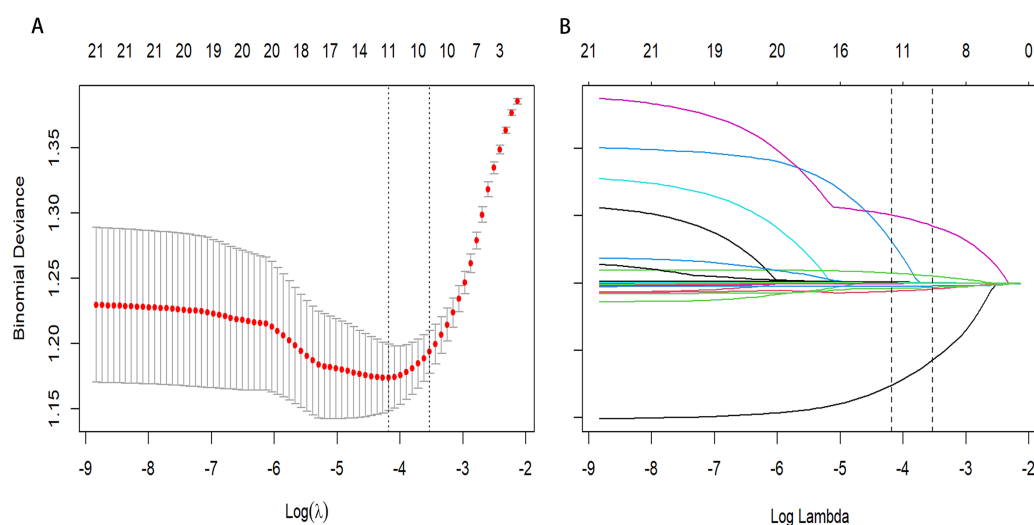 A
21 21 21 21 20 19 20 20 18 17 14 11 10 10 7 3
Binomial Deviance
1.35
1.30
1.25
1.20
1.15
-9 -8 -7 -6 -5 -4 -3 -2
Log(λ)
B
21 21 19 20 16 11 8 0
-9 -8 -7 -6 -5 -4 -3 -2
Log Lambda